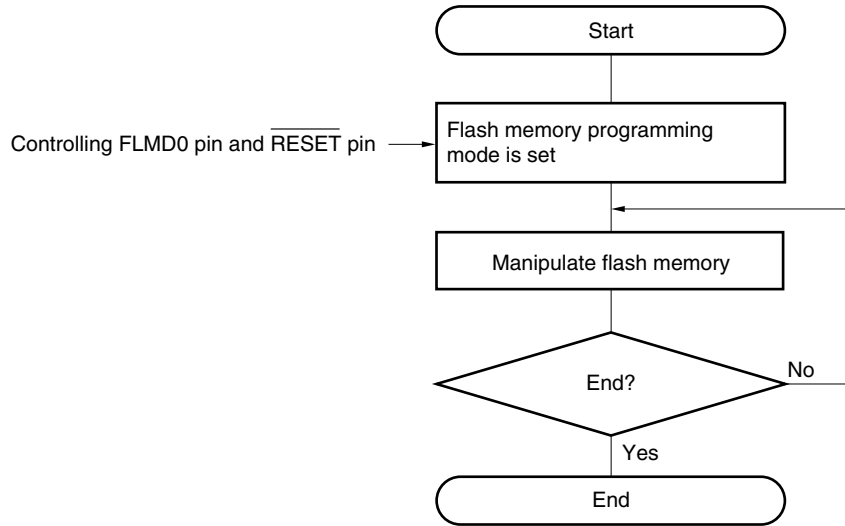 Start
Controlling FLMD0 pin and RESET pin
Flash memory programming
mode is set
Manipulate flash memory
End?
No
Yes
End